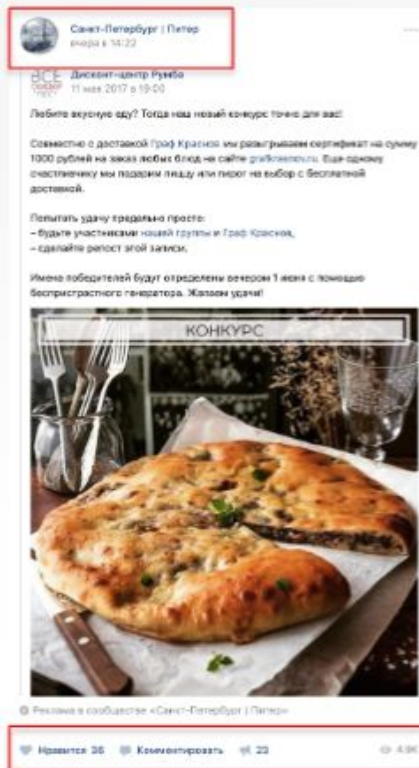 Санкт-Петербург | Питер
вчера в 14:22
ВСЕ
Дисконт-центр Румба
11 мая 2017 в 19:00
Любите вкусную еду? Тогда наш новый конкурс точно для вас!
Совместно с доставкой Граф Краснов мы разыгрываем сертификат на сумму
1000 рублей на заказ любых блюд на сайте grafkrasnov.ru. Еще одному
счастливчику мы подарим пиццу или пирог на выбор с бесплатной
доставкой.
Попытать удачу предельно просто:
– будьте участниками нашей группы и Граф Краснов,
– сделайте репост этой записи.
Имена победителей будут определены вечером 1 июня с помощью
беспристрастного генератора. Желаем удачи!
КОНКУРС
Реклама в сообществе «Санкт-Петербург | Питер»
Нравится 36 Комментировать 23 4.9K